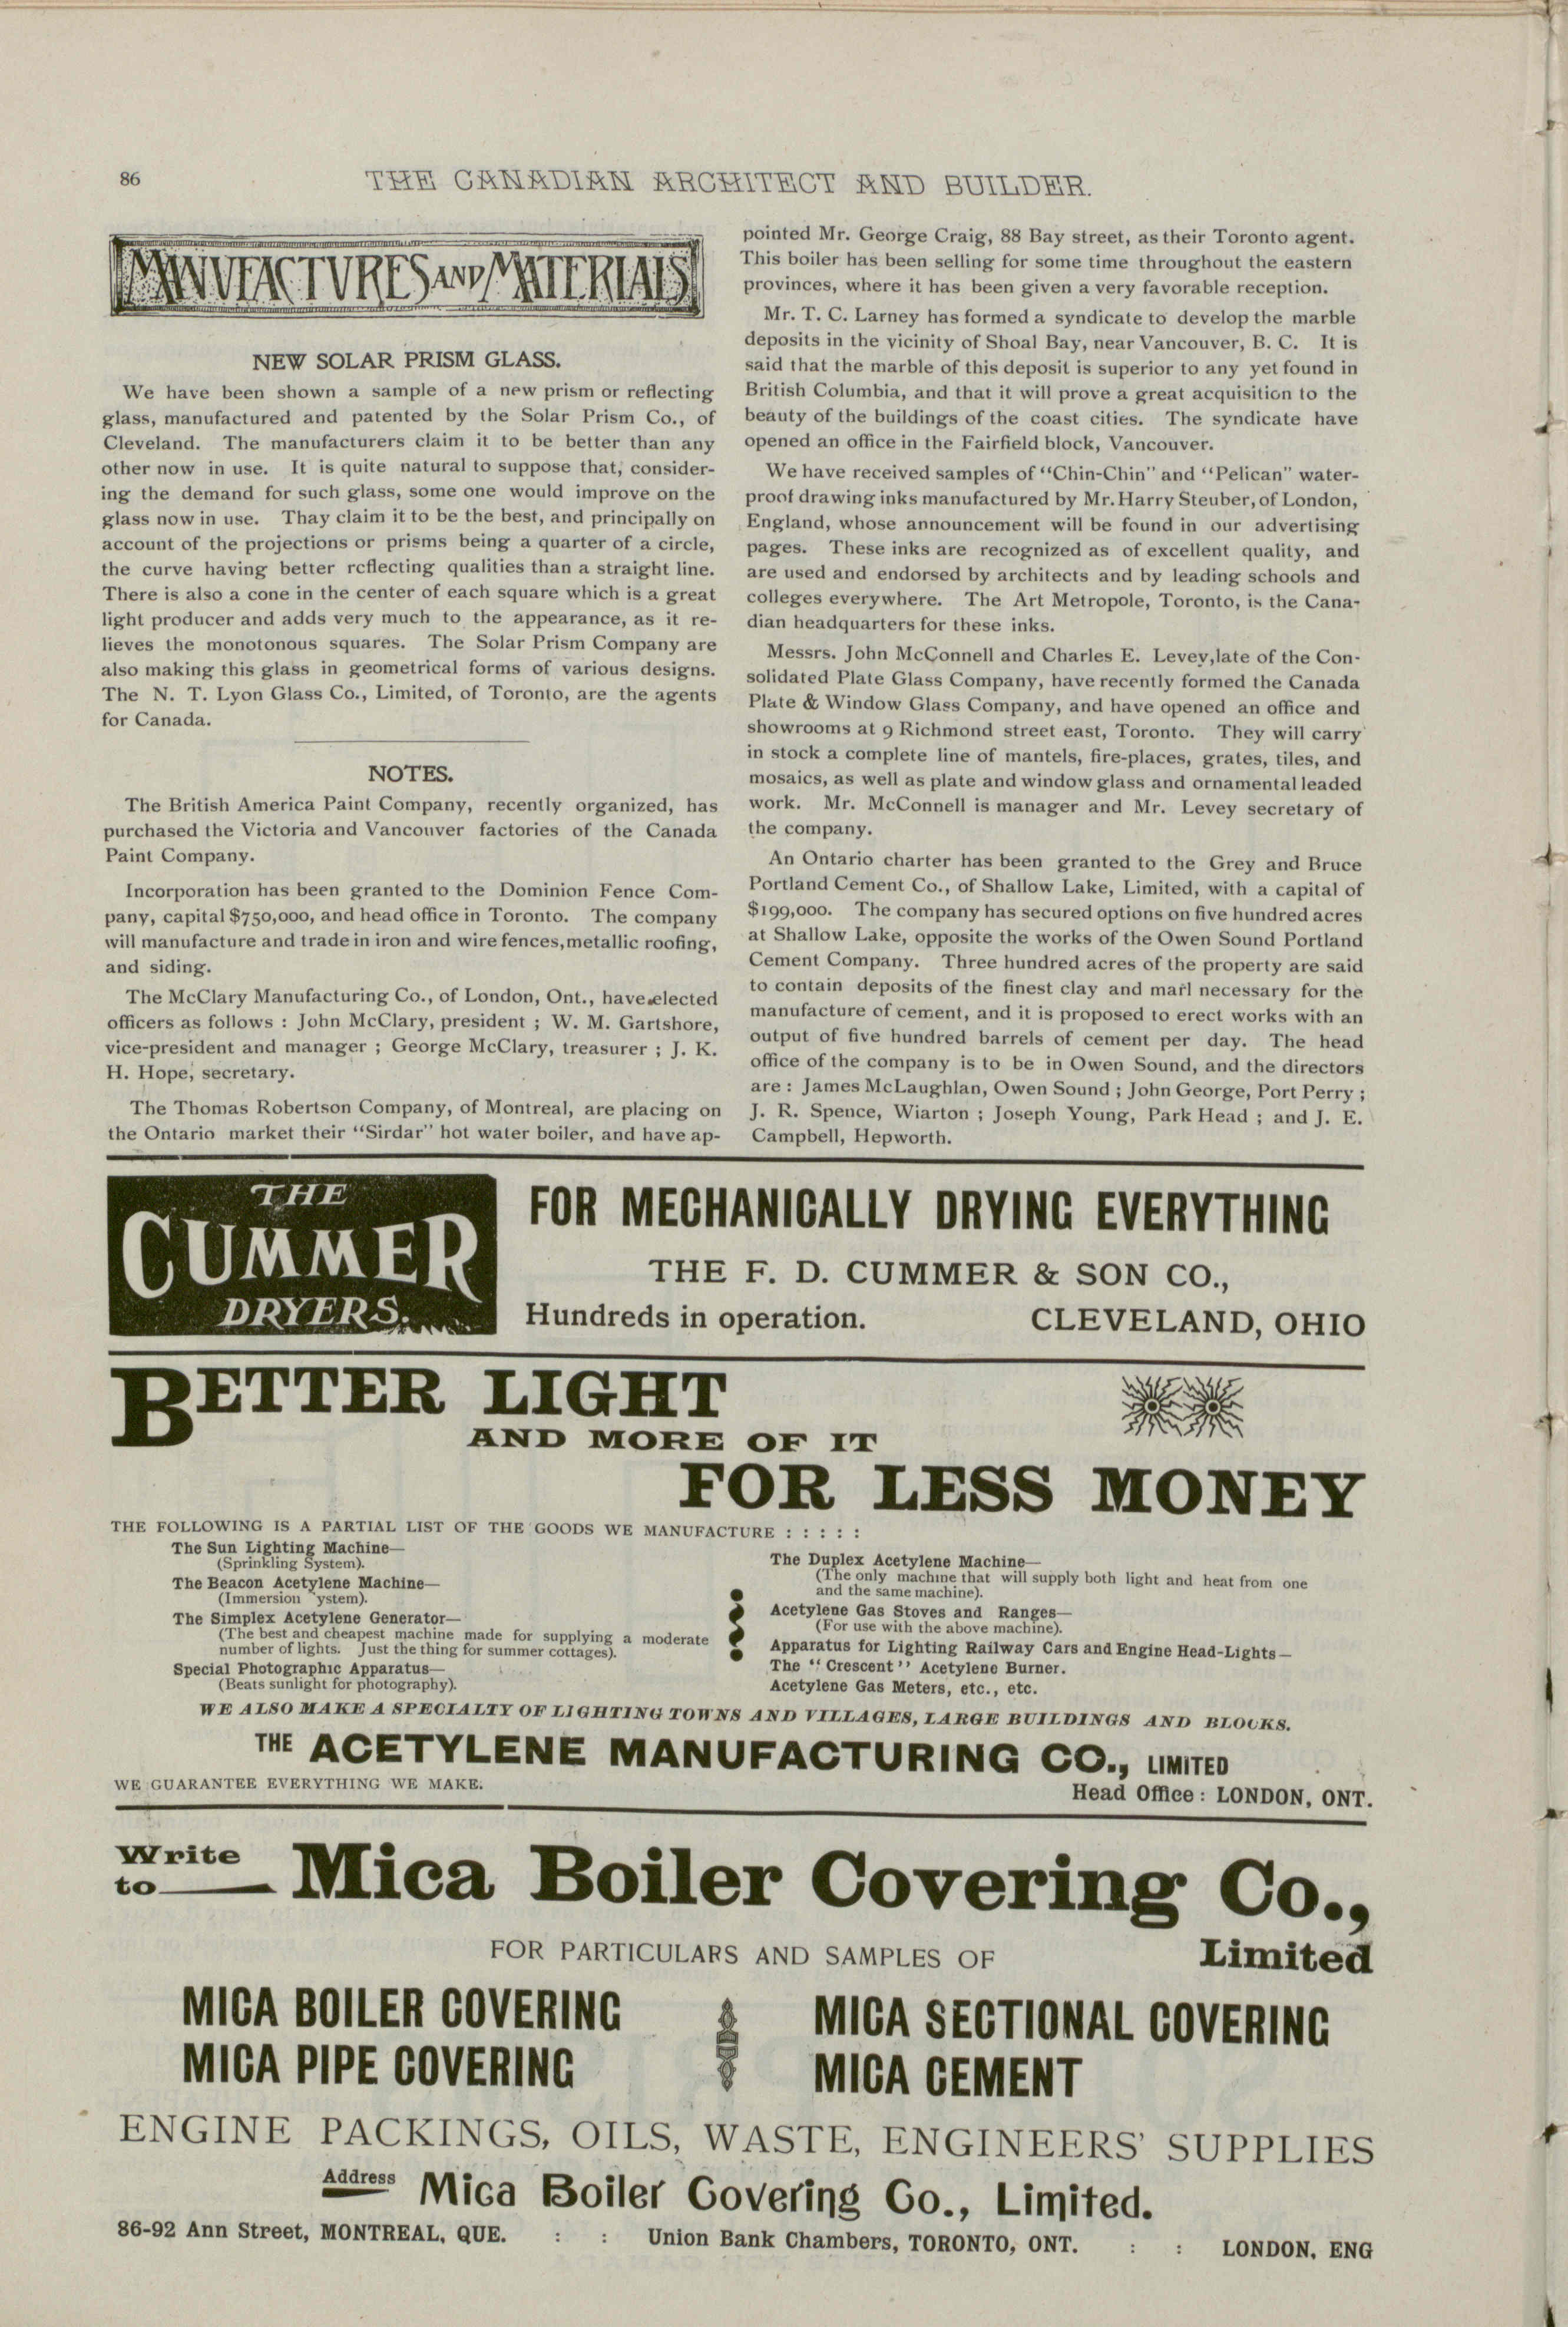 86
THE CANADIAN ARCHITECT AND BUILDER.
MANUFACTURES AND MATERIALS
NEW SOLAR PRISM GLASS.
We have been shown a sample of a new prism or reflecting
glass, manufactured and patented by the Solar Prism Co., of
Cleveland. The manufacturers claim it to be better than any
other now in use. It is quite natural to suppose that, consider-
ing the demand for such glass, some one would improve on the
glass now in use. Thay claim it to be the best, and principally on
account of the projections or prisms being a quarter of a circle,
the curve having better reflecting qualities than a straight line.
There is also a cone in the center of each square which is a great
light producer and adds very much to the appearance, as it re-
lieves the monotonous squares. The Solar Prism Company are
also making this glass in geometrical forms of various designs.
The N. T. Lyon Glass Co., Limited, of Toronto, are the agents
for Canada.
NOTES.
The British America Paint Company, recently organized, has
purchased the Victoria and Vancouver factories of the Canada
Paint Company.
Incorporation has been granted to the Dominion Fence Com-
pany, capital $750,000, and head office in Toronto. The company
will manufacture and trade in iron and wire fences, metallic roofing,
and siding.
The McClary Manufacturing Co., of London, Ont., have elected
officers as follows : John McClary, president ; W. M. Gartshore,
vice-president and manager ; George McClary, treasurer ; J. K.
H. Hope, secretary.
The Thomas Robertson Company, of Montreal, are placing on
the Ontario market their "Sirdar" hot water boiler, and have ap-
pointed Mr. George Craig, 88 Bay street, as their Toronto agent.
This boiler has been selling for some time throughout the eastern
provinces, where it has been given a very favorable reception.
Mr. T. C. Larney has formed a syndicate to develop the marble
deposits in the vicinity of Shoal Bay, near Vancouver, B. C. It is
said that the marble of this deposit is superior to any yet found in
British Columbia, and that it will prove a great acquisition to the
beauty of the buildings of the coast cities. The syndicate have
opened an office in the Fairfield block, Vancouver.
We have received samples of "Chin-Chin" and "Pelican" water-
proof drawing inks manufactured by Mr. Harry Steuber, of London,
England, whose announcement will be found in our advertising
pages. These inks are recognized as of excellent quality, and
are used and endorsed by architects and by leading schools and
colleges everywhere. The Art Metropole, Toronto, is the Cana-
dian headquarters for these inks.
Messrs. John McConnell and Charles E. Levey, late of the Con-
solidated Plate Glass Company, have recently formed the Canada
Plate & Window Glass Company, and have opened an office and
showrooms at 9 Richmond street east, Toronto. They will carry
in stock a complete line of mantels, fire-places, grates, tiles, and
mosaics, as well as plate and window glass and ornamental leaded
work. Mr. McConnell is manager and Mr. Levey secretary of
the company.
An Ontario charter has been granted to the Grey and Bruce
Portland Cement Co., of Shallow Lake, Limited, with a capital of
$199,000. The company has secured options on five hundred acres
at Shallow Lake, opposite the works of the Owen Sound Portland
Cement Company. Three hundred acres of the property are said
to contain deposits of the finest clay and marl necessary for the
manufacture of cement, and it is proposed to erect works with an
output of five hundred barrels of cement per day. The head
office of the company is to be in Owen Sound, and the directors
are : James McLaughlan, Owen Sound ; John George, Port Perry ;
J. R. Spence, Wiarton ; Joseph Young, Park Head ; and J. E.
Campbell, Hepworth.
THE
CUMMER
DRYERS.
FOR MECHANICALLY DRYING EVERYTHING
THE F. D. CUMMER & SON CO.,
Hundreds in operation. CLEVELAND, OHIO
BETTER LIGHT
AND MORE OF IT
FOR LESS MONEY
THE FOLLOWING IS A PARTIAL LIST OF THE GOODS WE MANUFACTURE : : : : :
The Sun Lighting Machine—
(Sprinkling System).
The Beacon Acetylene Machine—
(Immersion ystem).
The Simplex Acetylene Generator—
(The best and cheapest machine made for supplying a moderate
number of lights. Just the thing for summer cottages).
Special Photographic Apparatus—
(Beats sunlight for photography).
The Duplex Acetylene Machine—
(The only machine that will supply both light and heat from one
and the same machine).
Acetylene Gas Stoves and Ranges—
(For use with the above machine).
Apparatus for Lighting Railway Cars and Engine Head-Lights—
The "Crescent" Acetylene Burner.
Acetylene Gas Meters, etc., etc.
WE ALSO MAKE A SPECIALTY OF LIGHTING TOWNS AND VILLAGES, LARGE BUILDINGS AND BLOCKS.
THE ACETYLENE MANUFACTURING CO., LIMITED
WE GUARANTEE EVERYTHING WE MAKE.
Head Office : LONDON, ONT.
Write
to Mica Boiler Covering Co.,
FOR PARTICULARS AND SAMPLES OF Limited
MICA BOILER COVERING
MICA PIPE COVERING
MICA SECTIONAL COVERING
MICA CEMENT
ENGINE PACKINGS, OILS, WASTE, ENGINEERS' SUPPLIES
Address Mica Boiler Covering Co., Limited.
86-92 Ann Street, MONTREAL, QUE. : : Union Bank Chambers, TORONTO, ONT. : : LONDON, ENG